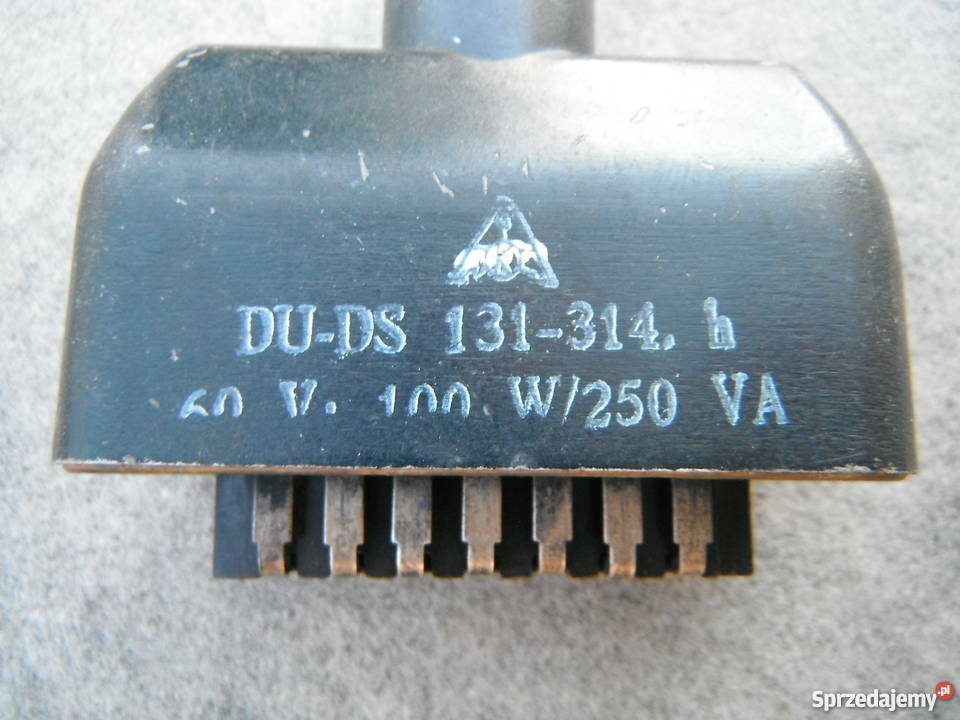 DU-DS 131-314. h
60 V. 100 W/250 VA
Sprzedajemy.pl